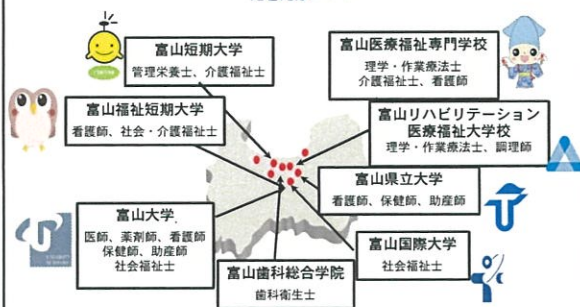 富山短期大学
管理栄養士、介護福祉士
富山医療福祉専門学校
理学・作業療法士
介護福祉士、看護師
富山福祉短期大学
看護師、社会・介護福祉士
富山リハビリテーション
医療福祉大学校
理学・作業療法士、調理師
富山県立大学
看護師、保健師、助産師
富山大学
医師、薬剤師、看護師
保健師、助産師
社会福祉士
富山国際大学
社会福祉士
富山歯科総合学院
歯科衛生士